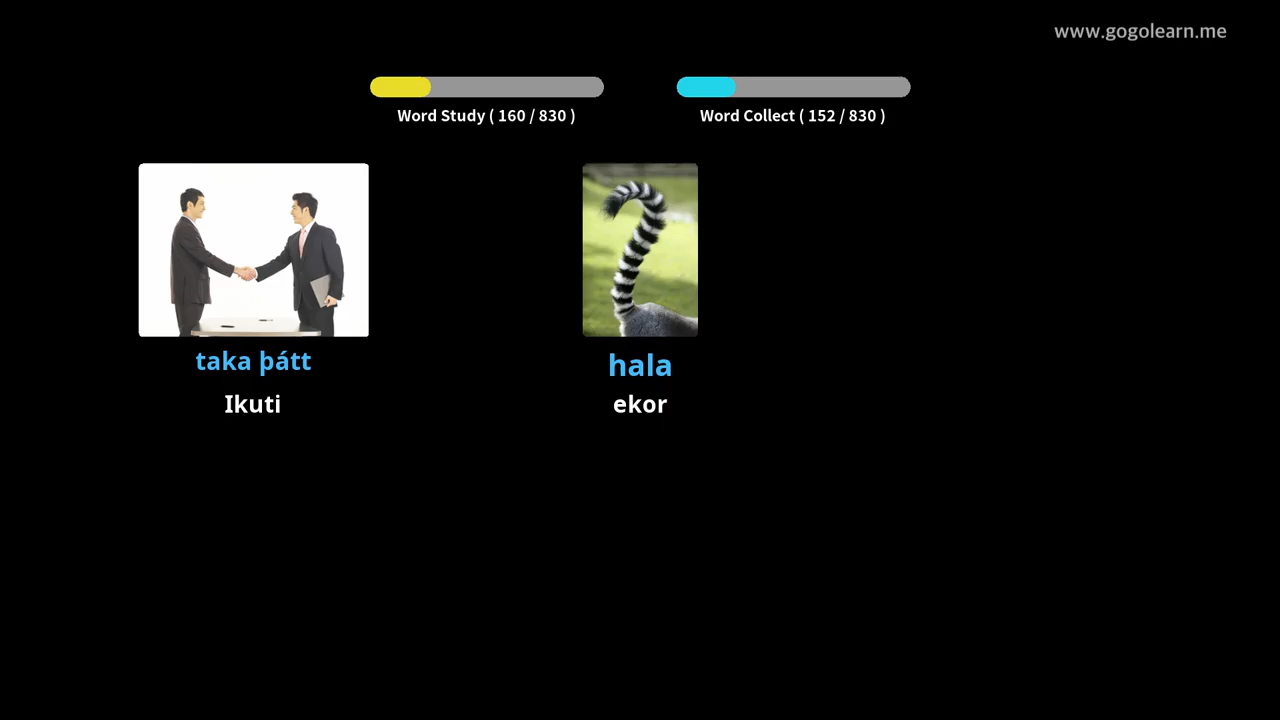 www.gogolearn.me
Word Study ( 160 / 830 )
Word Collect ( 152 / 830 )
taka þátt
hala
Ikuti
ekor